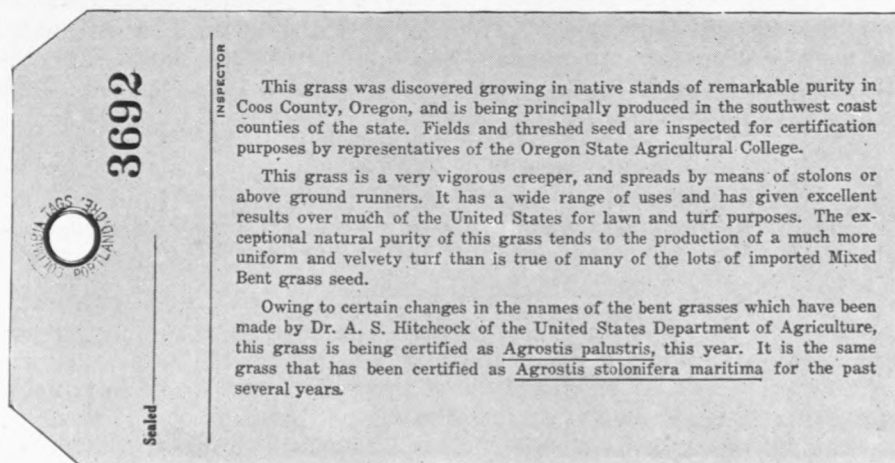 3692
COLUMBIA TAGS
PORTLAND, ORE.
Sealed
INSPECTOR
This grass was discovered growing in native stands of remarkable purity in
Coos County, Oregon, and is being principally produced in the southwest coast
counties of the state. Fields and threshed seed are inspected for certification
purposes by representatives of the Oregon State Agricultural College.
This grass is a very vigorous creeper, and spreads by means of stolons or
above ground runners. It has a wide range of uses and has given excellent
results over much of the United States for lawn and turf purposes. The ex-
ceptional natural purity of this grass tends to the production of a much more
uniform and velvety turf than is true of many of the lots of imported Mixed
Bent grass seed.
Owing to certain changes in the names of the bent grasses which have been
made by Dr. A. S. Hitchcock of the United States Department of Agriculture,
this grass is being certified as Agrostis palustris, this year. It is the same
grass that has been certified as Agrostis stolonifera maritima for the past
several years.